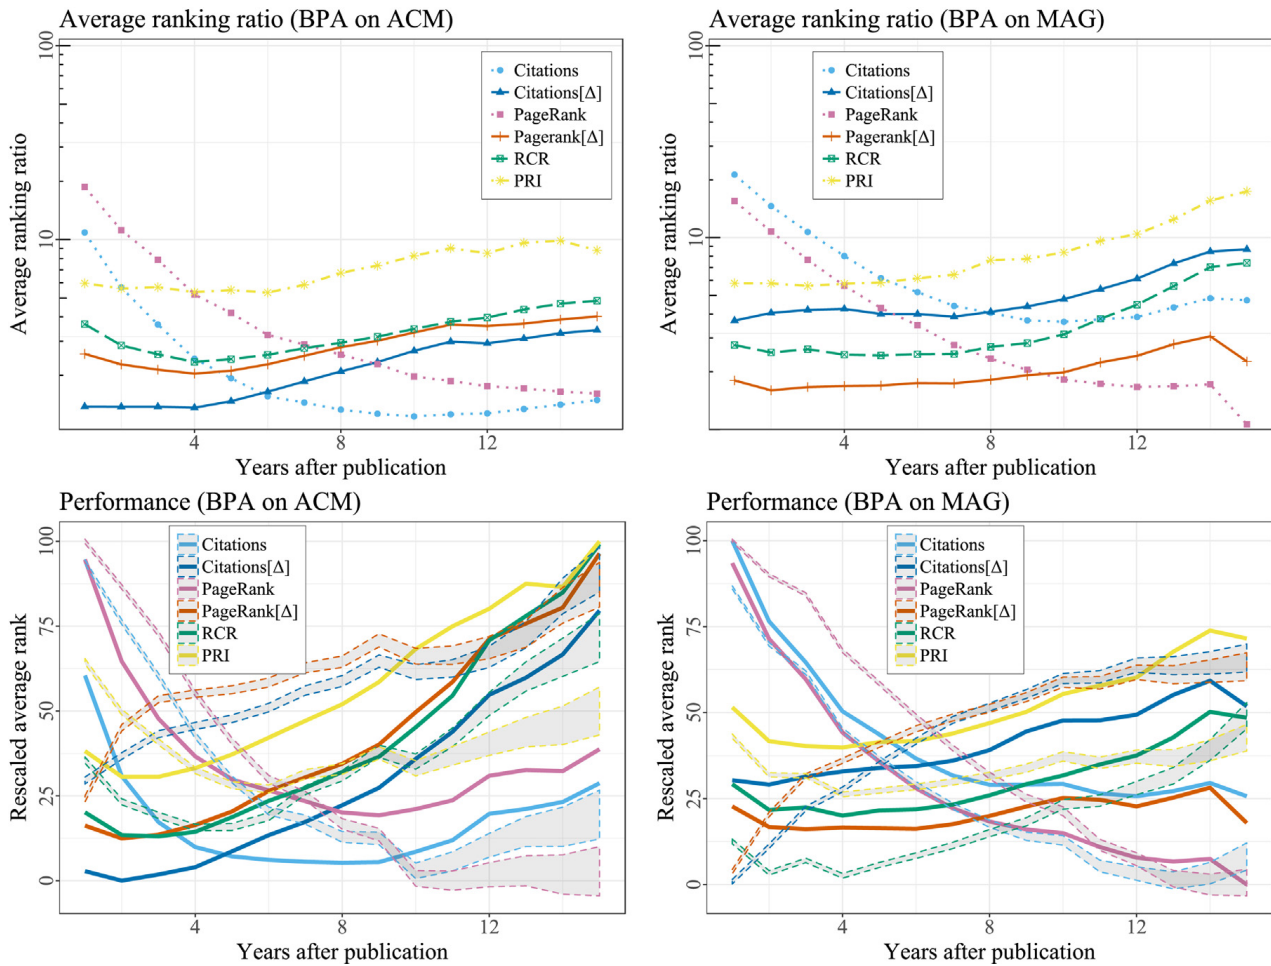 Average ranking ratio (BPA on ACM)
Average ranking ratio
100
10
Citations
Citations[Δ]
PageRank
Pagerank[Δ]
RCR
PRI
4
8
12
Years after publication
Average ranking ratio (BPA on MAG)
Average ranking ratio
100
10
Citations
Citations[Δ]
PageRank
Pagerank[Δ]
RCR
PRI
4
8
12
Years after publication
Performance (BPA on ACM)
Rescaled average rank
100
75
50
25
0
Citations
Citations[Δ]
PageRank
PageRank[Δ]
RCR
PRI
4
8
12
Years after publication
Performance (BPA on MAG)
Rescaled average rank
100
75
50
25
0
Citations
Citations[Δ]
PageRank
PageRank[Δ]
RCR
PRI
4
8
12
Years after publication